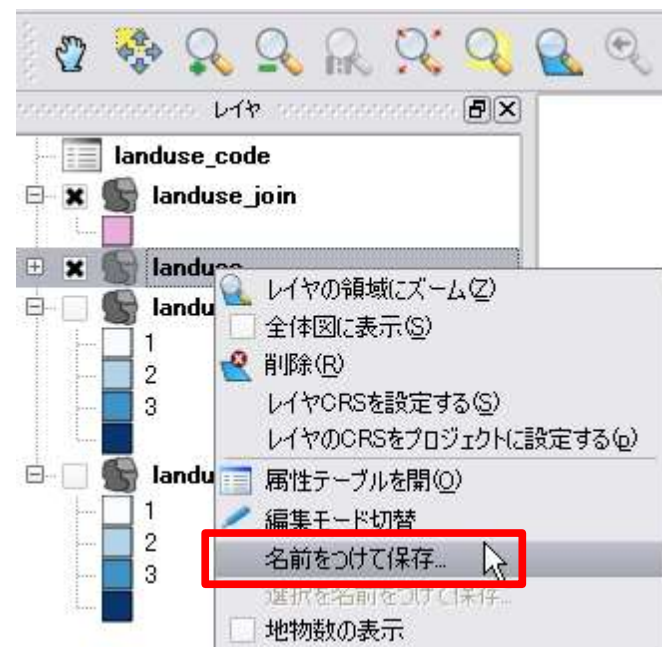 レイヤ
landuse_code
landuse_join
landuse
レイヤの領域にズーム(Z)
全体図に表示(S)
削除(R)
レイヤCRSを設定する(S)
レイヤのCRSをプロジェクトに設定する(p)
属性テーブルを開(O)
編集モード切替
名前をつけて保存...
選択を名前をつけて保存...
地物数の表示
landu
1
2
3
landu
1
2
3